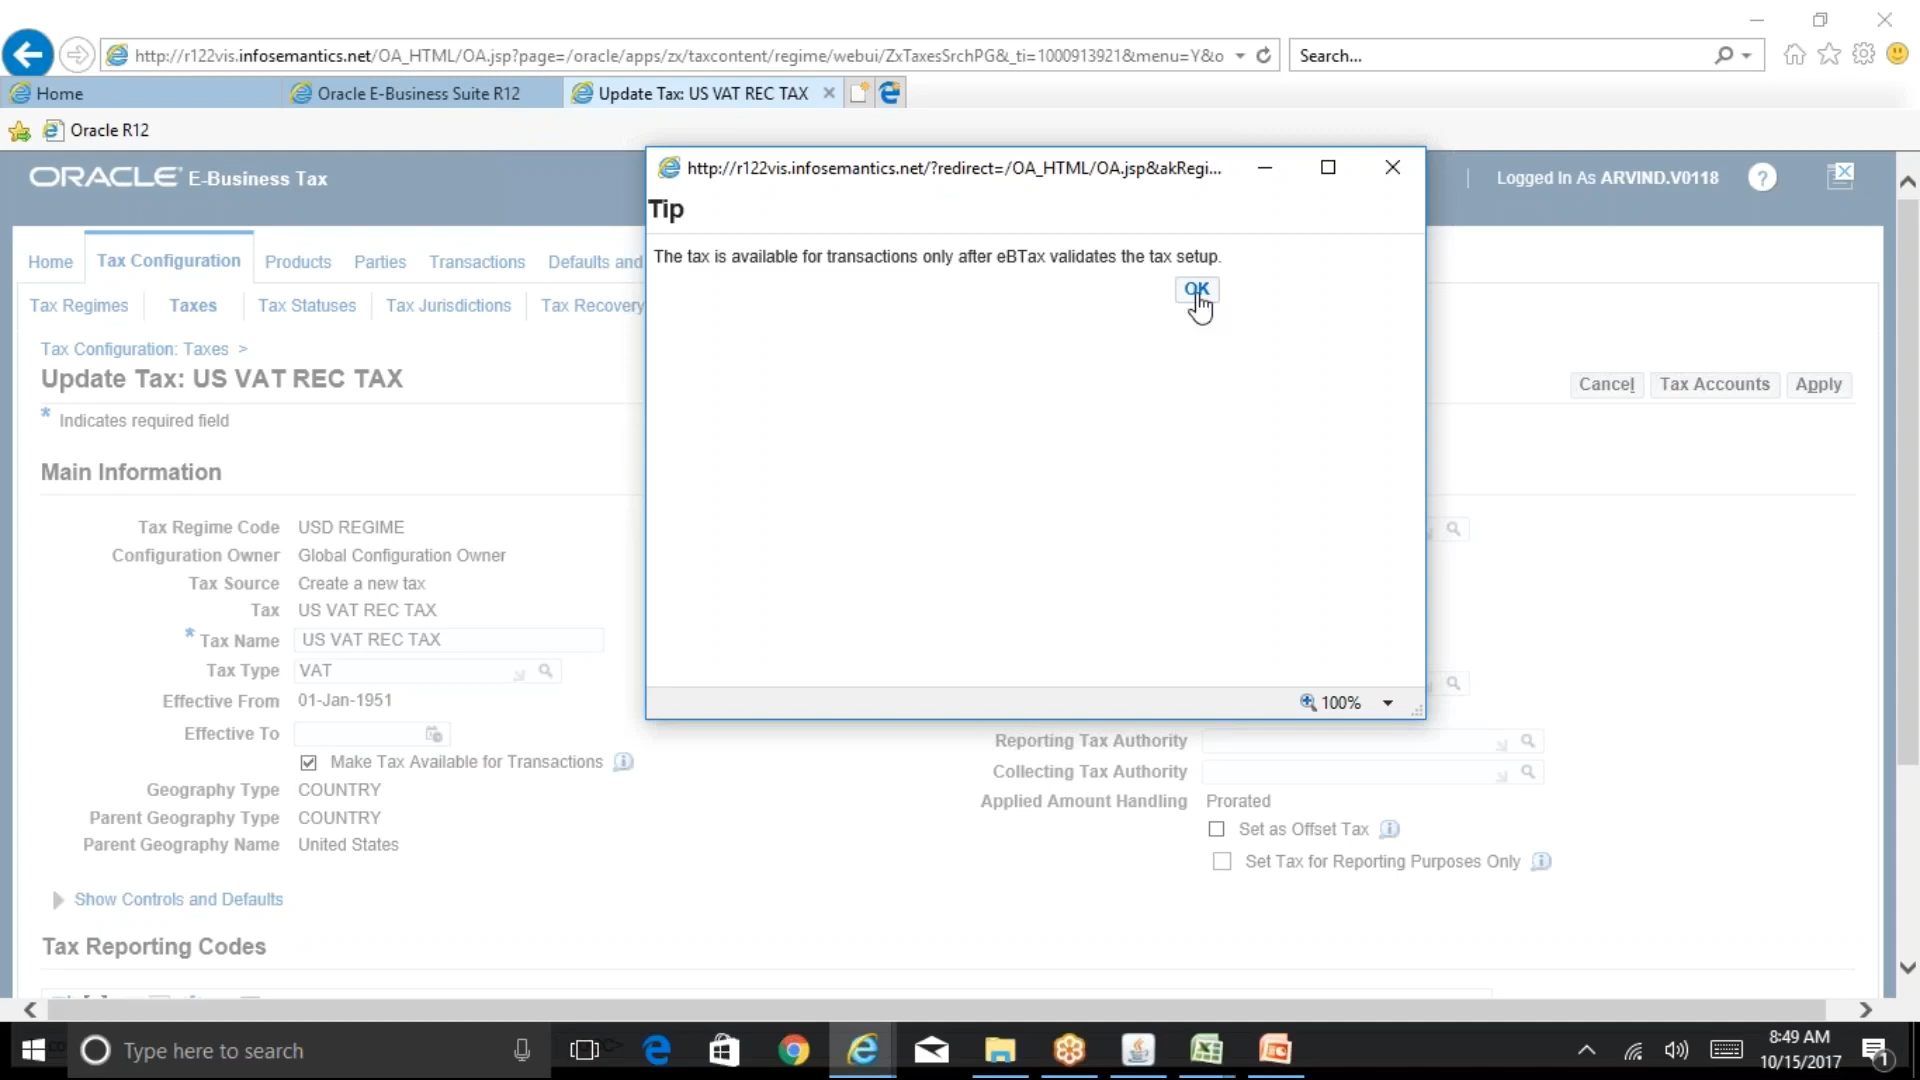 http://r122vis.infosemantics.net/OA_HTML/OA.jsp?page=/oracle/apps/zx/taxcontent/regime/webui/ZxTaxesSrchPG&_ti=1000913921&menu=Y&o
Search...
Home
Oracle E-Business Suite R12
Update Tax: US VAT REC TAX
Oracle R12
http://r122vis.infosemantics.net/?redirect=/OA_HTML/OA.jsp&akRegi...
ORACLE E-Business Tax
Logged In As ARVIND.V0118
Tip
The tax is available for transactions only after eBTax validates the tax setup.
OK
100%
Home
Tax Configuration
Products
Parties
Transactions
Defaults and
Tax Regimes
Taxes
Tax Statuses
Tax Jurisdictions
Tax Recovery
Tax Configuration: Taxes >
Update Tax: US VAT REC TAX
Cancel
Tax Accounts
Apply
* Indicates required field
Main Information
Tax Regime Code USD REGIME
Configuration Owner Global Configuration Owner
Tax Source Create a new tax
Tax US VAT REC TAX
* Tax Name US VAT REC TAX
Tax Type VAT
Effective From 01-Jan-1951
Effective To
Make Tax Available for Transactions
Geography Type COUNTRY
Parent Geography Type COUNTRY
Parent Geography Name United States
Reporting Tax Authority
Collecting Tax Authority
Applied Amount Handling Prorated
Set as Offset Tax
Set Tax for Reporting Purposes Only
Show Controls and Defaults
Tax Reporting Codes
Type here to search
8:49 AM
10/15/2017
1